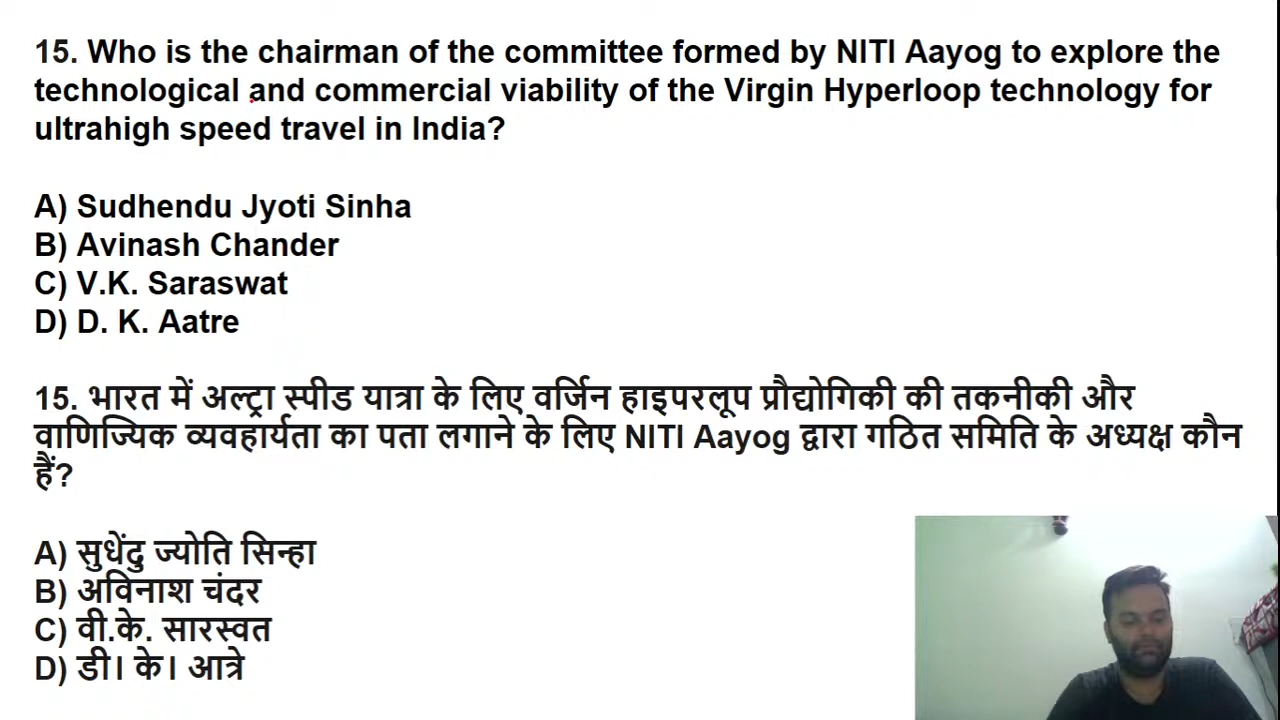 15. Who is the chairman of the committee formed by NITI Aayog to explore the
technological and commercial viability of the Virgin Hyperloop technology for
ultrahigh speed travel in India?
A) Sudhendu Jyoti Sinha
B) Avinash Chander
C) V.K. Saraswat
D) D. K. Aatre
15. भारत में अल्ट्रा स्पीड यात्रा के लिए वर्जिन हाइपरलूप प्रौद्योगिकी की तकनीकी और
वाणिज्यिक व्यवहार्यता का पता लगाने के लिए NITI Aayog द्वारा गठित समिति के अध्यक्ष कौन
हैं?
A) सुधेंदु ज्योति सिन्हा
B) अविनाश चंदर
C) वी.के. सारस्वत
D) डी। के। आत्रे